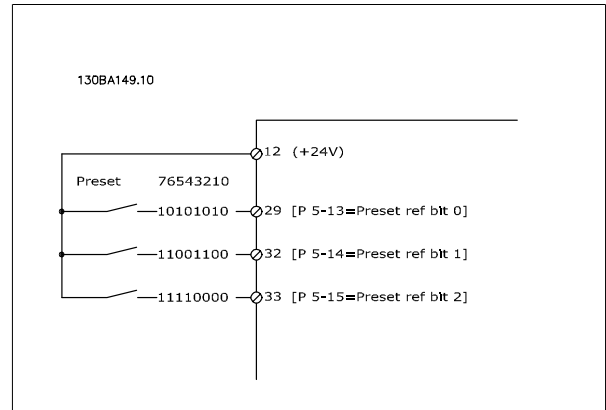 130BA149.10
12 (+24V)
Preset 76543210
10101010 29 [P 5-13=Preset ref bit 0]
11001100 32 [P 5-14=Preset ref bit 1]
11110000 33 [P 5-15=Preset ref bit 2]